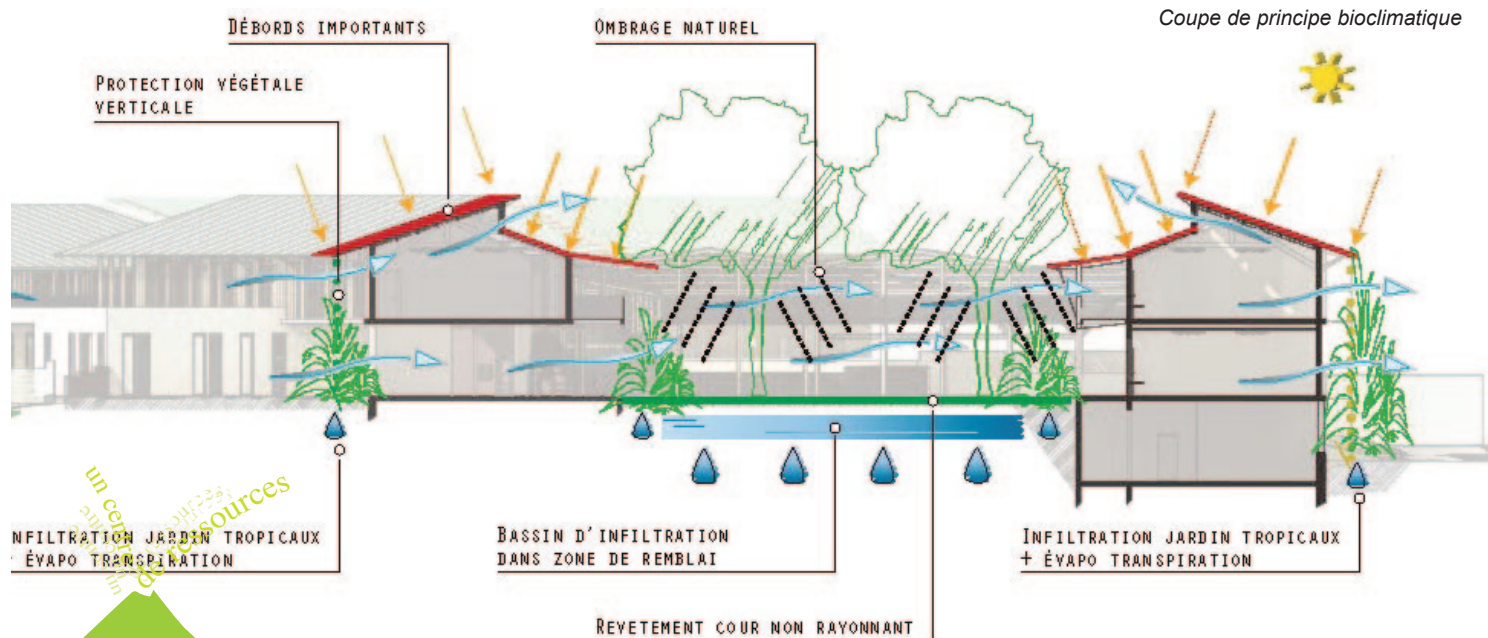 Coupe de principe bioclimatique
DÉBORDS IMPORTANTS
OMBRAGE NATUREL
PROTECTION VÉGÉTALE
VERTICALE
un centre
de ressources
NFILTRATION JARDIN TROPICAUX
ÉVAPO TRANSPIRATION
BASSIN D'INFILTRATION
DANS ZONE DE REMBLAI
INFILTRATION JARDIN TROPICAUX
+ ÉVAPO TRANSPIRATION
REVETEMENT COUR NON RAYONNANT